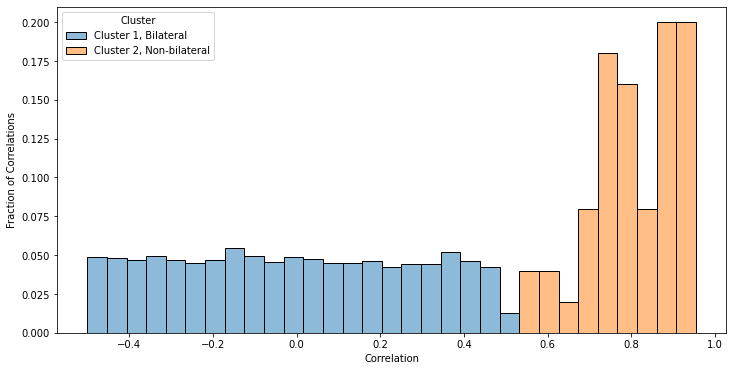 Cluster
Cluster 1, Bilateral
Cluster 2, Non-bilateral
Fraction of Correlations
0.200
0.175
0.150
0.125
0.100
0.075
0.050
0.025
0.000
−0.4 −0.2 0.0 0.2 0.4 0.6 0.8 1.0
Correlation